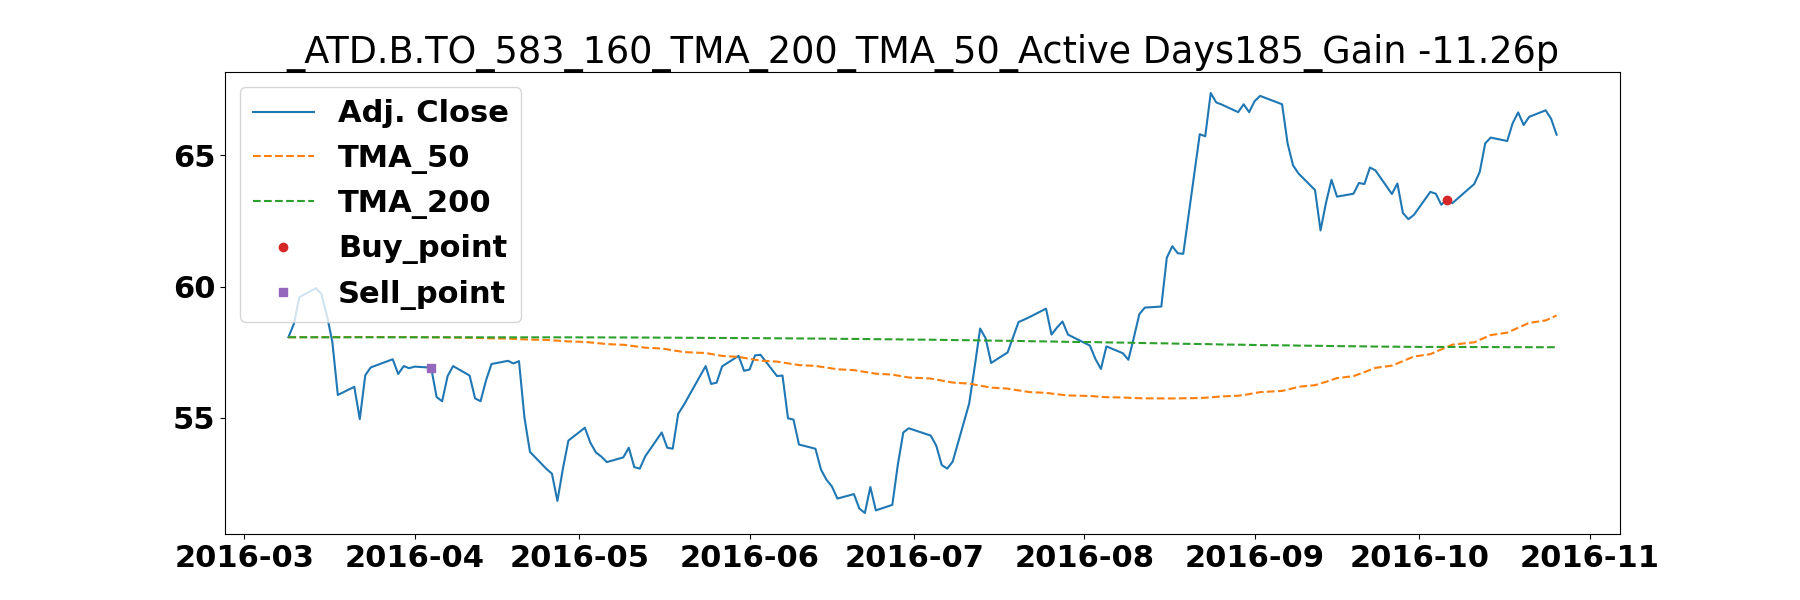 _ATD.B.TO_583_160_TMA_200_TMA_50_Active Days185_Gain -11.26p
Adj. Close
TMA_50
TMA_200
Buy_point
Sell_point
65
60
55
2016-03 2016-04 2016-05 2016-06 2016-07 2016-08 2016-09 2016-10 2016-11